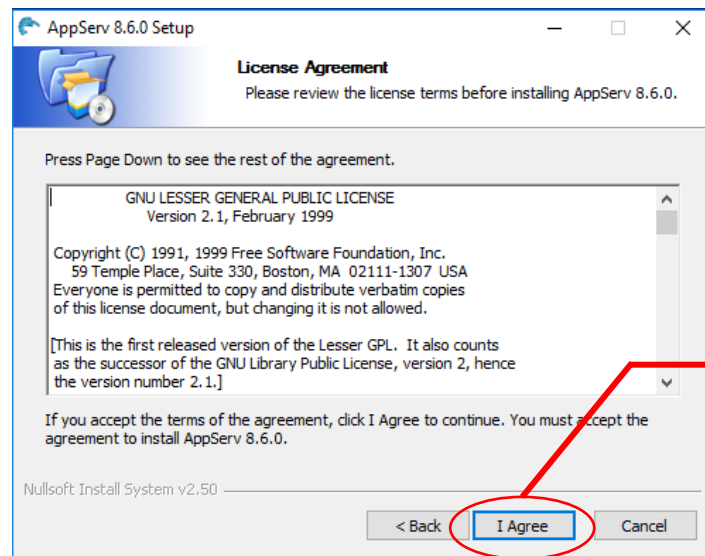 AppServ 8.6.0 Setup
License Agreement
Please review the license terms before installing AppServ 8.6.0.
Press Page Down to see the rest of the agreement.
GNU LESSER GENERAL PUBLIC LICENSE
Version 2.1, February 1999
Copyright (C) 1991, 1999 Free Software Foundation, Inc.
59 Temple Place, Suite 330, Boston, MA 02111-1307 USA
Everyone is permitted to copy and distribute verbatim copies
of this license document, but changing it is not allowed.
[This is the first released version of the Lesser GPL. It also counts
as the successor of the GNU Library Public License, version 2, hence
the version number 2.1.]
If you accept the terms of the agreement, click I Agree to continue. You must accept the
agreement to install AppServ 8.6.0.
Nullsoft Install System v2.50
< Back I Agree Cancel